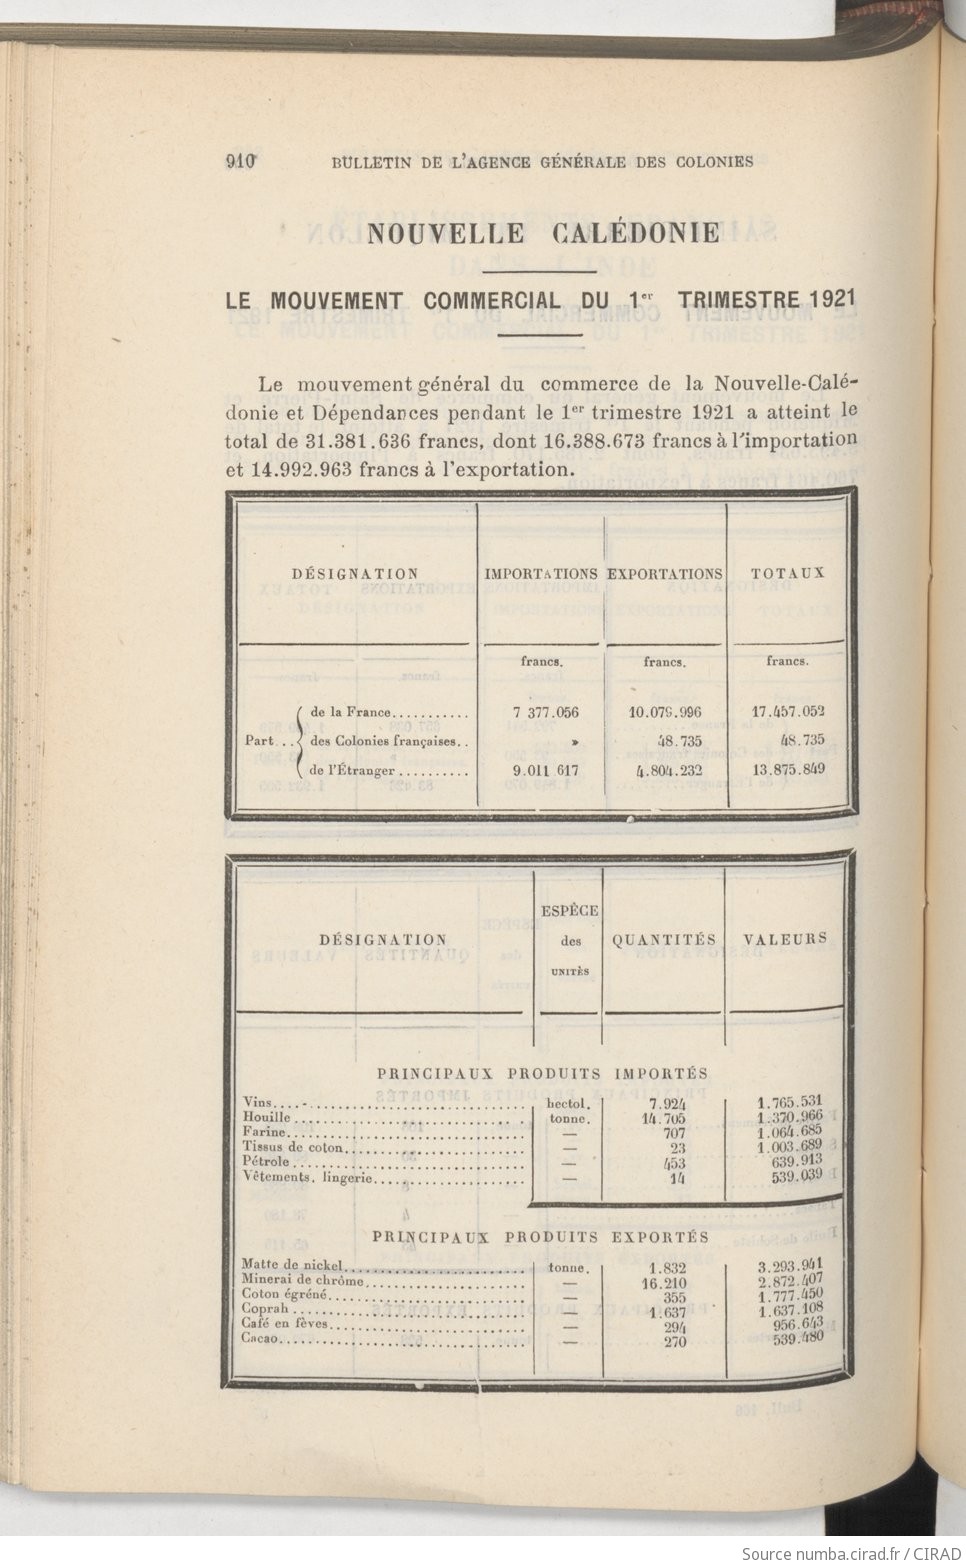 910 BULLETIN DE L'AGENCE GÉNÉRALE DES COLONIES
NOUVELLE CALÉDONIE
LE MOUVEMENT COMMERCIAL DU 1er TRIMESTRE 1921
Le mouvement général du commerce de la Nouvelle-Calé-
donie et Dépendances pendant le 1er trimestre 1921 a atteint le
total de 31.381.636 francs, dont 16.388.673 francs à l'importation
et 14.992.963 francs à l'exportation.
DÉSIGNATION IMPORTATIONS EXPORTATIONS TOTAUX
francs. francs. francs.
de la France........... 7 377.056 10.079.996 17.457.052
Part... des Colonies françaises.. » 48.735 48.735
de l'Étranger.......... 9.011 617 4.804.232 13.875.849
DÉSIGNATION ESPÈCE des UNITÉS QUANTITÉS VALEURS
PRINCIPAUX PRODUITS IMPORTÉS
Vins................................ hectol. 7.924 1.765.531
Houille............................. tonne. 14.705 1.370.966
Farine.............................. — 707 1.064.685
Tissus de coton..................... — 23 1.003.689
Pétrole............................. — 453 639.913
Vêtements, lingerie................. — 14 539.039
PRINCIPAUX PRODUITS EXPORTÉS
Matte de nickel..................... tonne. 1.832 3.293.941
Minerai de chrôme................... — 16.210 2.872.407
Coton égréné........................ — 355 1.777.450
Coprah.............................. — 1.637 1.637.108
Café en fèves....................... — 294 956.643
Cacao............................... — 270 539.480
Source numba.cirad.fr / CIRAD